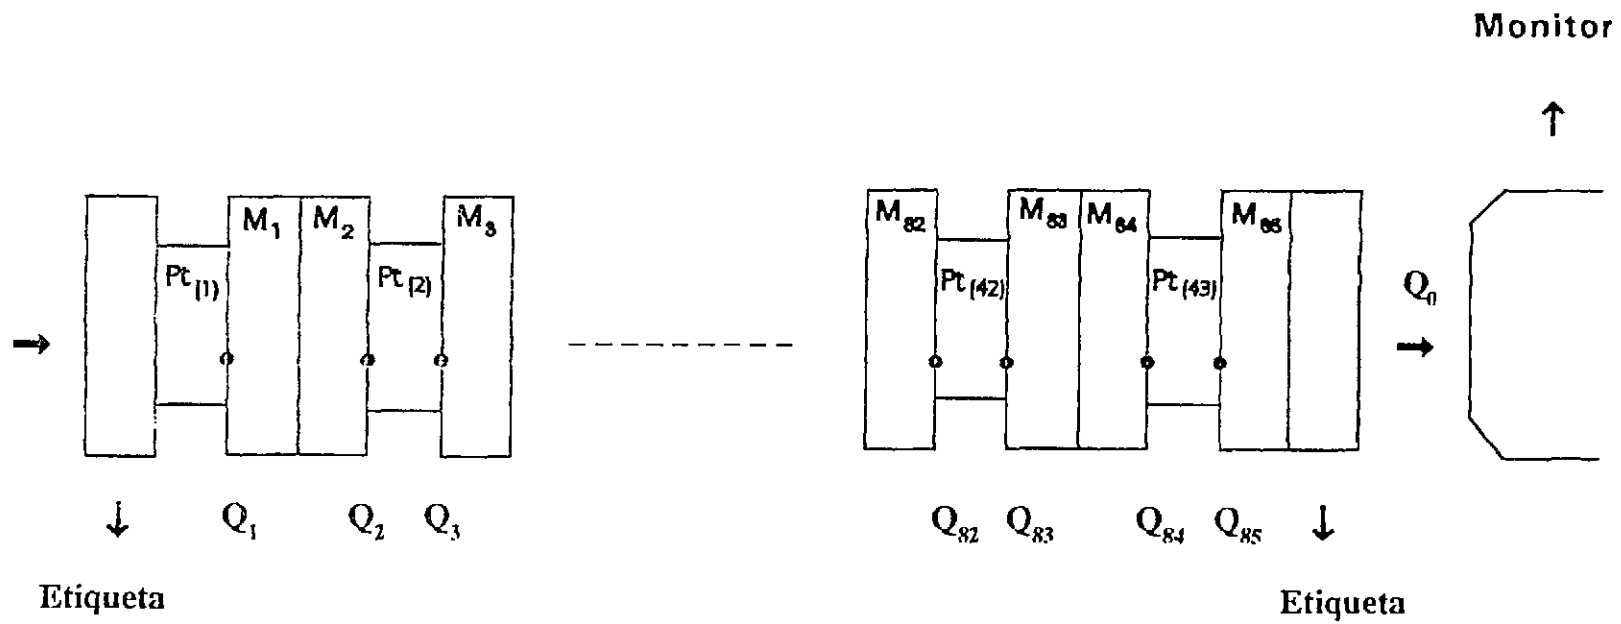 Monitor
M1 M2 M3 M82 M83 M84 M85
Pt(1) Pt(2) Pt(42) Pt(43) Q0
Q1 Q2 Q3 Q82 Q83 Q84 Q85
Etiqueta Etiqueta